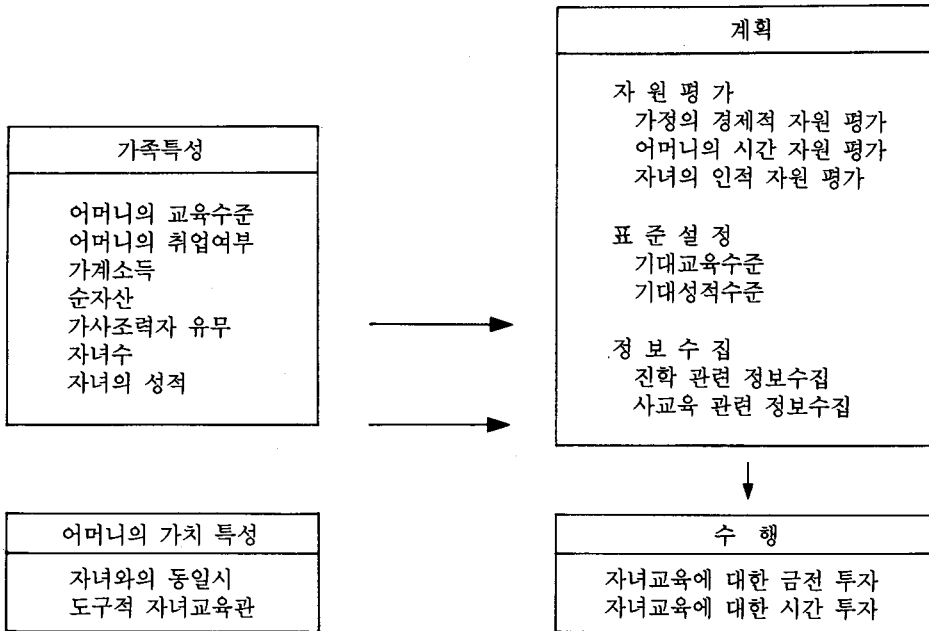 가족특성
어머니의 교육수준
어머니의 취업여부
가계소득
순자산
가사조력자 유무
자녀수
자녀의 성적
어머니의 가치 특성
자녀와의 동일시
도구적 자녀교육관
계획
자 원 평 가
가정의 경제적 자원 평가
어머니의 시간 자원 평가
자녀의 인적 자원 평가
표 준 설 정
기대교육수준
기대성적수준
정 보 수 집
진학 관련 정보수집
사교육 관련 정보수집
수 행
자녀교육에 대한 금전 투자
자녀교육에 대한 시간 투자